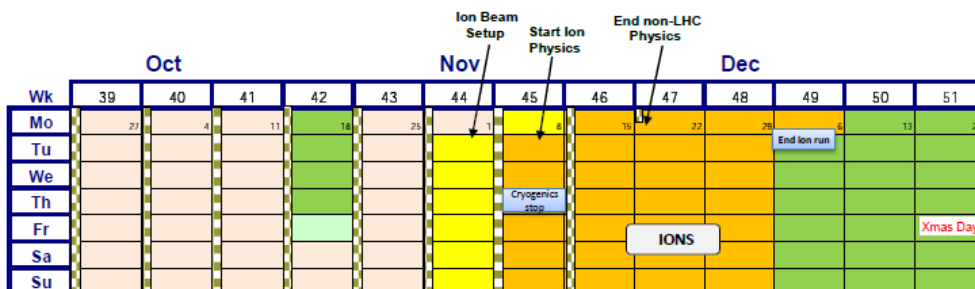 Ion Beam
Setup
Start Ion
Physics
End non-LHC
Physics
Oct Nov Dec
Wk 39 40 41 42 43 44 45 46 47 48 49 50 51
Mo 27 4 11 18 25 1 8 15 22 29 6 13
Tu End ion run
We
Th Cryogenics
stop
Fr IONS Xmas Day
Sa
Su